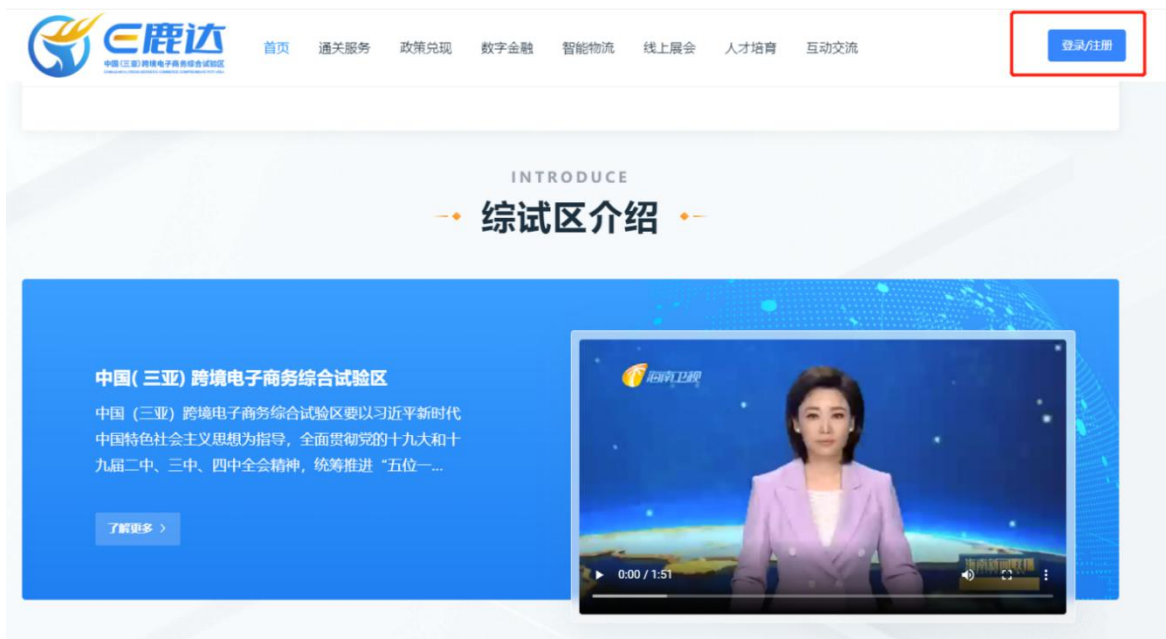 E鹿达
中国(三亚)跨境电子商务综合试验区
首页 通关服务 政策兑现 数字金融 智能物流 线上展会 人才培育 互动交流
登录/注册
INTRODUCE
综试区介绍
中国( 三亚) 跨境电子商务综合试验区
中国（三亚）跨境电子商务综合试验区要以习近平新时代
中国特色社会主义思想为指导，全面贯彻党的十九大和十
九届二中、三中、四中全会精神，统筹推进“五位一...
了解更多 >
海南卫视
0:00 / 1:51